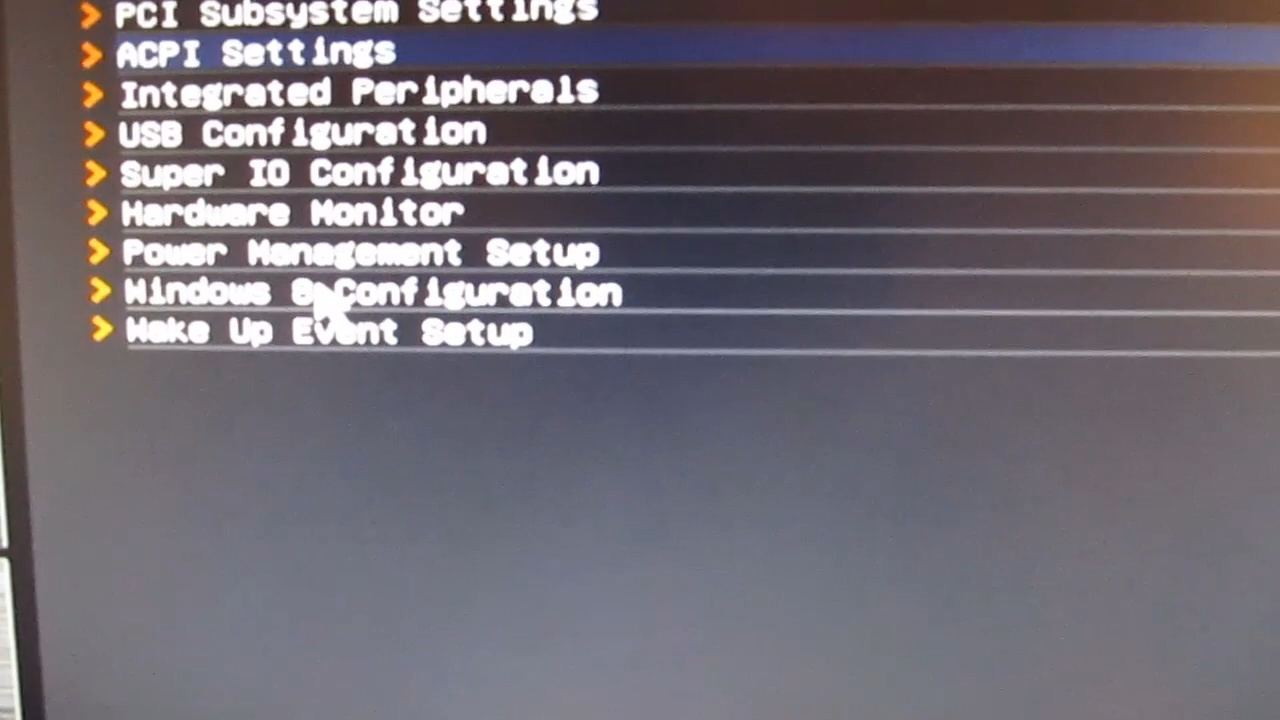 PCI Subsystem Settings
ACPI Settings
Integrated Peripherals
USB Configuration
Super IO Configuration
Hardware Monitor
Power Management Setup
Windows 8 Configuration
Wake Up Event Setup